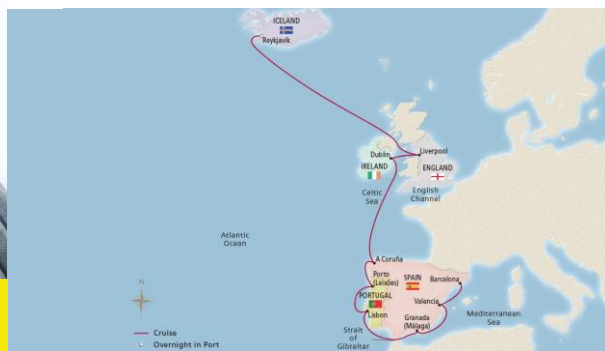 ICELAND
Reykjavík
Dublin
Liverpool
IRELAND
ENGLAND
Celtic
Sea
English
Channel
Atlantic
Ocean
A Coruña
Porto
(Leixões)
SPAIN
Barcelona
PORTUGAL
Valencia
Lisbon
Granada
(Málaga)
Mediterranean
Sea
Strait
of
Gibraltar
N
Cruise
Overnight in Port